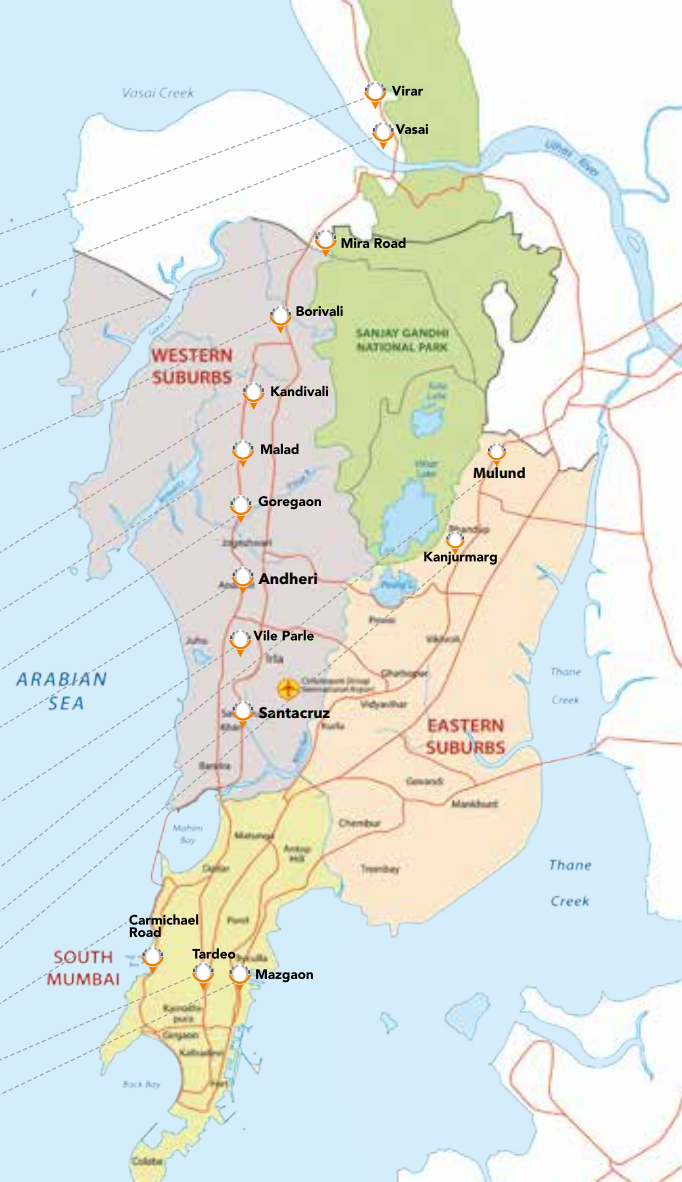 Virar
Vasai Creek
Vasai
Ulhas River
Mira Road
Borivali
SANJAY GANDHI
NATIONAL PARK
WESTERN
SUBURBS
Kandivali
Tulsi
Lake
Malad
Vihar
Lake
Mulund
Goregaon
Bhandup
Jogeshwari
Kanjurmarg
Andheri
Powai
Vile Parle
Juhu
Vikhroli
Irla
ARABIAN
SEA
Ghatkopar
Thane
Creek
Vidyavihar
Santacruz
Kurla
EASTERN
SUBURBS
Bandra
Govandi
Mankhurd
Mahim
Bay
Chembur
Matunga
Antop
Hill
Dadar
Trombay
Thane
Creek
Carmichael
Road
Parel
SOUTH
MUMBAI
Tardeo
Byculla
Mazgaon
Kamathi-
pura
Girgaon
Kalbadevi
Back Bay
Fort
Colaba